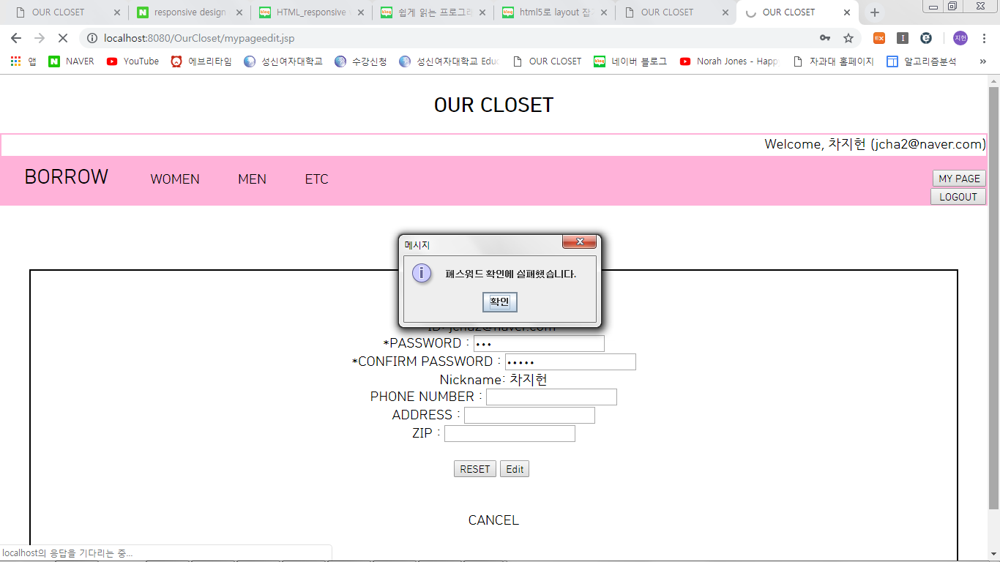 OUR CLOSET
responsive design
HTML_responsive
쉽게 읽는 프로그래
html5로 layout 잡기
OUR CLOSET
OUR CLOSET
localhost:8080/OurCloset/mypageedit.jsp
지헌
앱
NAVER
YouTube
에브리타임
성신여자대학교
수강신청
성신여자대학교 Educ
OUR CLOSET
네이버 블로그
Norah Jones - Happ
자과대 홈페이지
알고리즘분석
»
OUR CLOSET
Welcome, 차지헌 (jcha2@naver.com)
BORROW WOMEN MEN ETC
MY PAGE
LOGOUT
메시지
패스워드 확인에 실패했습니다.
확인
ID: jcha2@naver.com
*PASSWORD : •••
*CONFIRM PASSWORD : •••••
Nickname: 차지헌
PHONE NUMBER :
ADDRESS :
ZIP :
RESET Edit
CANCEL
localhost의 응답을 기다리는 중...